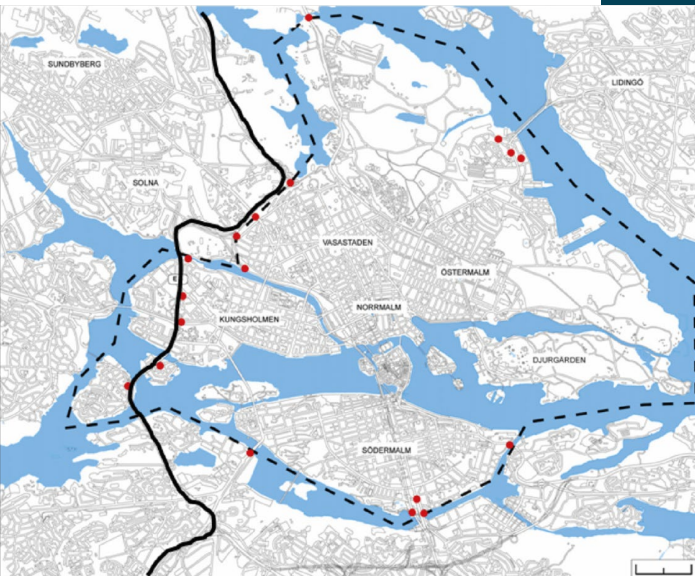 SUNDBYBERG
LIDINGÖ
SOLNA
VASASTADEN
ÖSTERMALM
E
NORRMALM
KUNGSHOLMEN
DJURGÅRDEN
SÖDERMALM